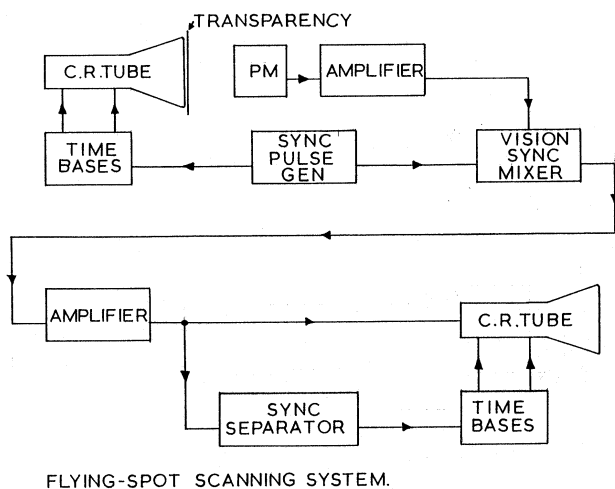 TRANSPARENCY
C.R.TUBE
PM
AMPLIFIER
TIME
BASES
SYNC
PULSE
GEN
VISION
SYNC
MIXER
AMPLIFIER
C.R.TUBE
SYNC
SEPARATOR
TIME
BASES
FLYING-SPOT SCANNING SYSTEM.